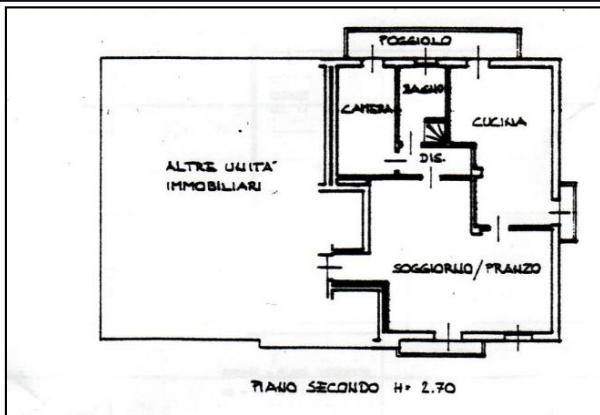 POGGIOLO
BAGNO
CAMERA
CUCINA
DIS.
ALTRE UNITA'
IMMOBILIARI
SOGGIORNO/PRANZO
PIANO SECONDO H= 2.70